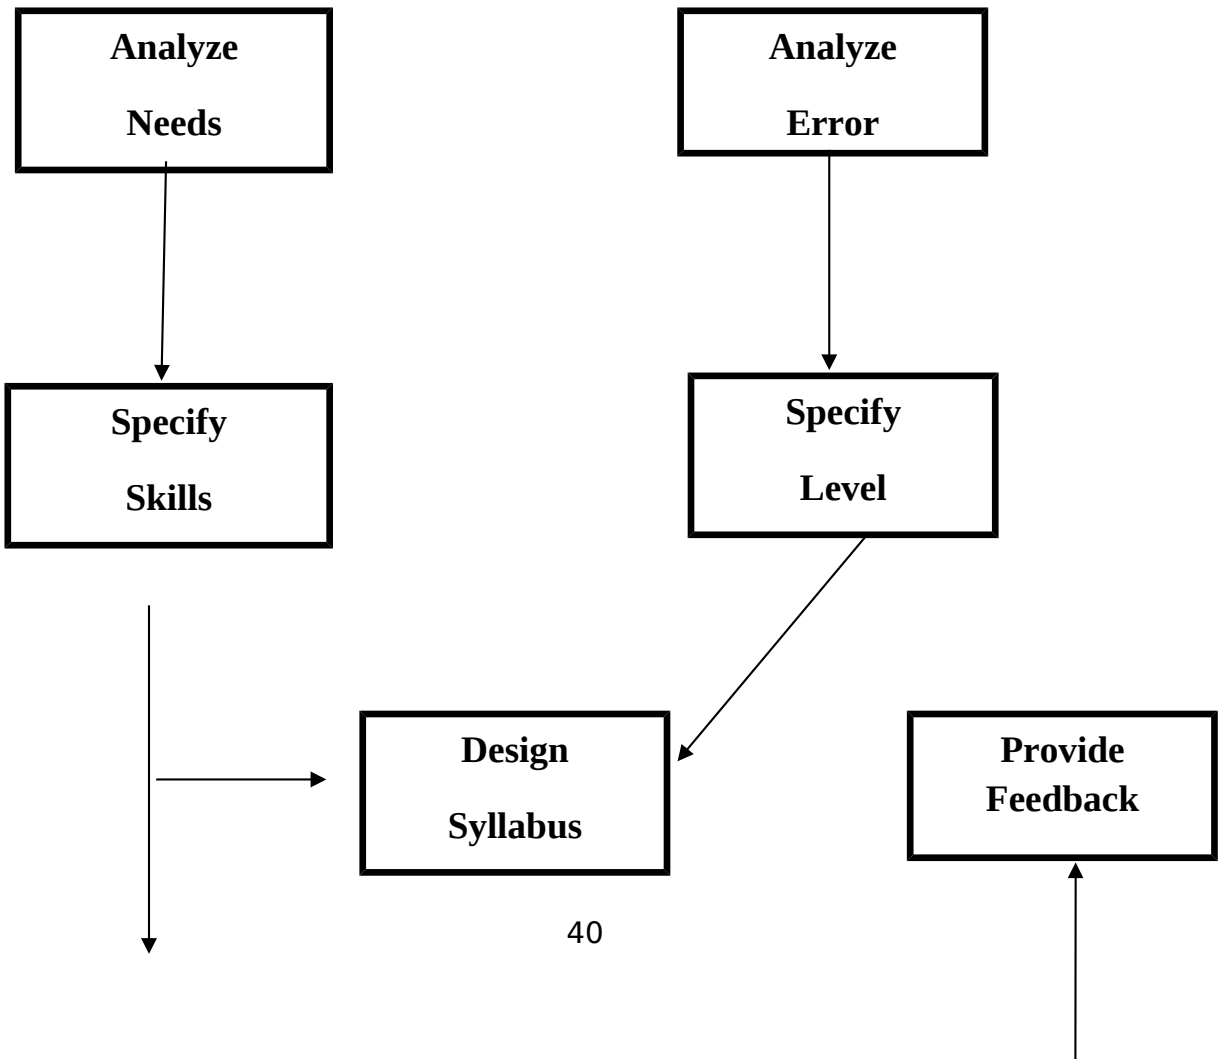 Analyze
Needs
Analyze
Error
Specify
Skills
Specify
Level
Design
Syllabus
Provide
Feedback
40